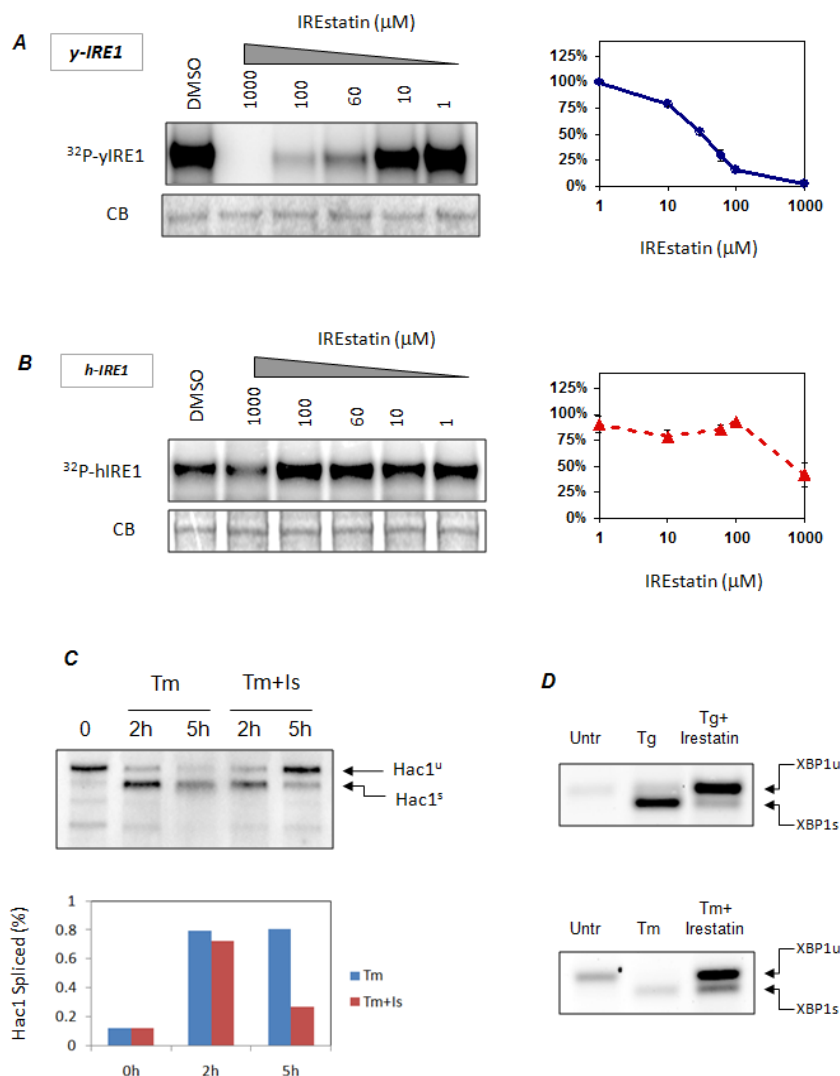 A
y-IRE1
IREstatin (µM)
DMSO
1000
100
60
10
1
³²P-yIRE1
CB
125%
100%
75%
50%
25%
0%
1 10 100 1000
IREstatin (µM)
B
h-IRE1
IREstatin (µM)
DMSO
1000
100
60
10
1
³²P-hIRE1
CB
125%
100%
75%
50%
25%
0%
1 10 100 1000
IREstatin (µM)
C
Tm Tm+Is
0 2h 5h 2h 5h
Hac1ᵘ
Hac1ˢ
Hac1 Spliced (%)
1
0.8
0.6
0.4
0.2
0
0h 2h 5h
Tm
Tm+Is
D
Untr Tg Tg+
Irestatin
XBP1u
XBP1s
Untr Tm Tm+
Irestatin
XBP1u
XBP1s